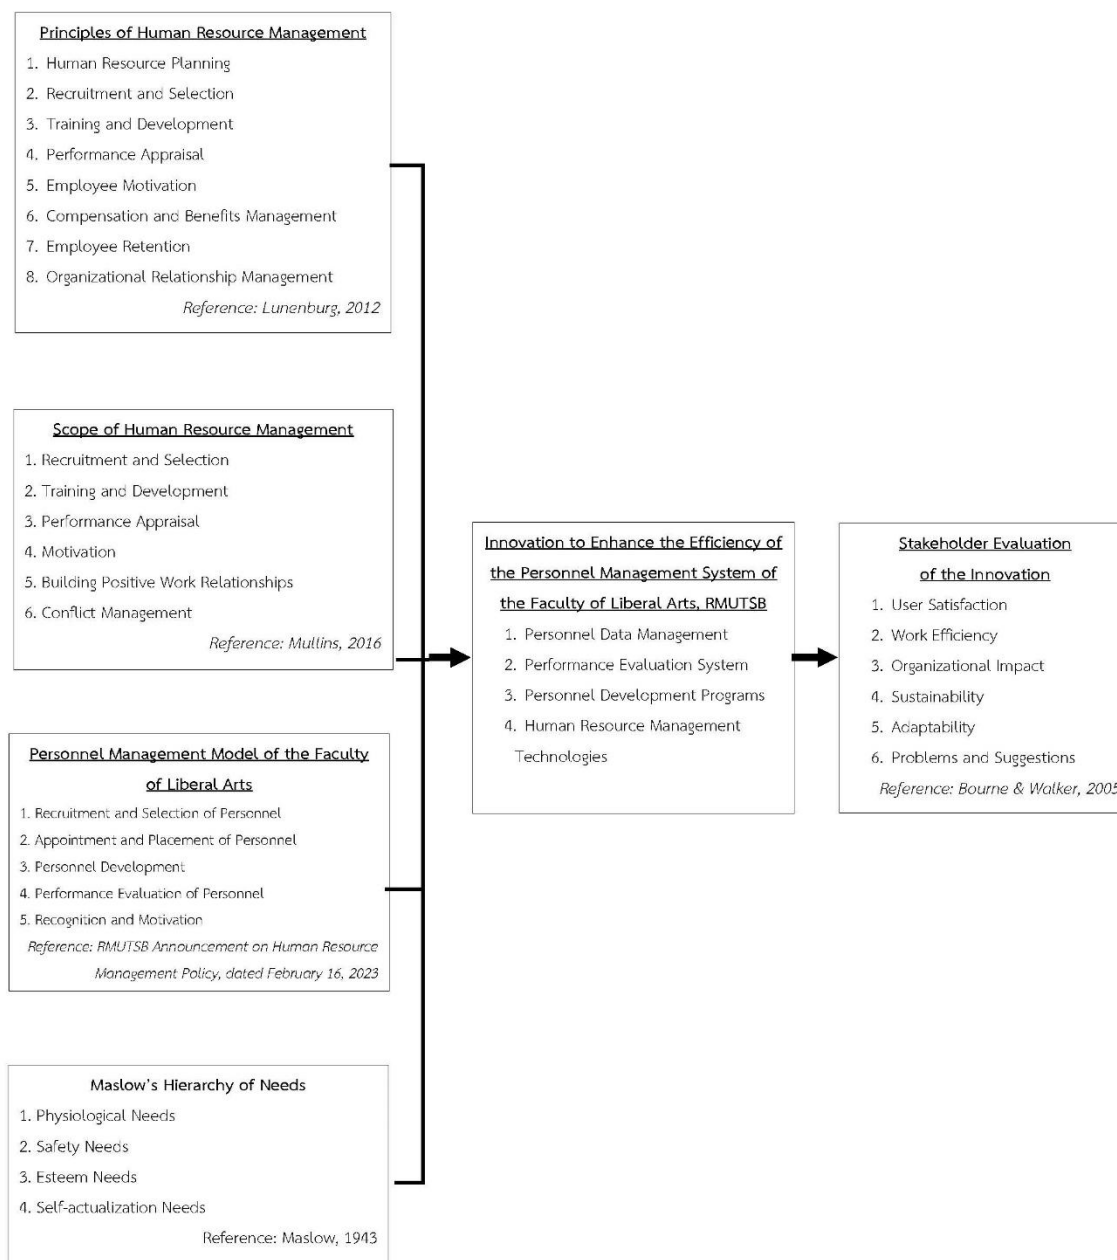 Principles of Human Resource Management
1. Human Resource Planning
2. Recruitment and Selection
3. Training and Development
4. Performance Appraisal
5. Employee Motivation
6. Compensation and Benefits Management
7. Employee Retention
8. Organizational Relationship Management
Reference: Lunenburg, 2012
Scope of Human Resource Management
1. Recruitment and Selection
2. Training and Development
3. Performance Appraisal
4. Motivation
5. Building Positive Work Relationships
6. Conflict Management
Reference: Mullins, 2016
Personnel Management Model of the Faculty
of Liberal Arts
1. Recruitment and Selection of Personnel
2. Appointment and Placement of Personnel
3. Personnel Development
4. Performance Evaluation of Personnel
5. Recognition and Motivation
Reference: RMUTSB Announcement on Human Resource
Management Policy, dated February 16, 2023
Maslow's Hierarchy of Needs
1. Physiological Needs
2. Safety Needs
3. Esteem Needs
4. Self-actualization Needs
Reference: Maslow, 1943
Innovation to Enhance the Efficiency of
the Personnel Management System of
the Faculty of Liberal Arts, RMUTSB
1. Personnel Data Management
2. Performance Evaluation System
3. Personnel Development Programs
4. Human Resource Management
Technologies
Stakeholder Evaluation
of the Innovation
1. User Satisfaction
2. Work Efficiency
3. Organizational Impact
4. Sustainability
5. Adaptability
6. Problems and Suggestions
Reference: Bourne & Walker, 2005